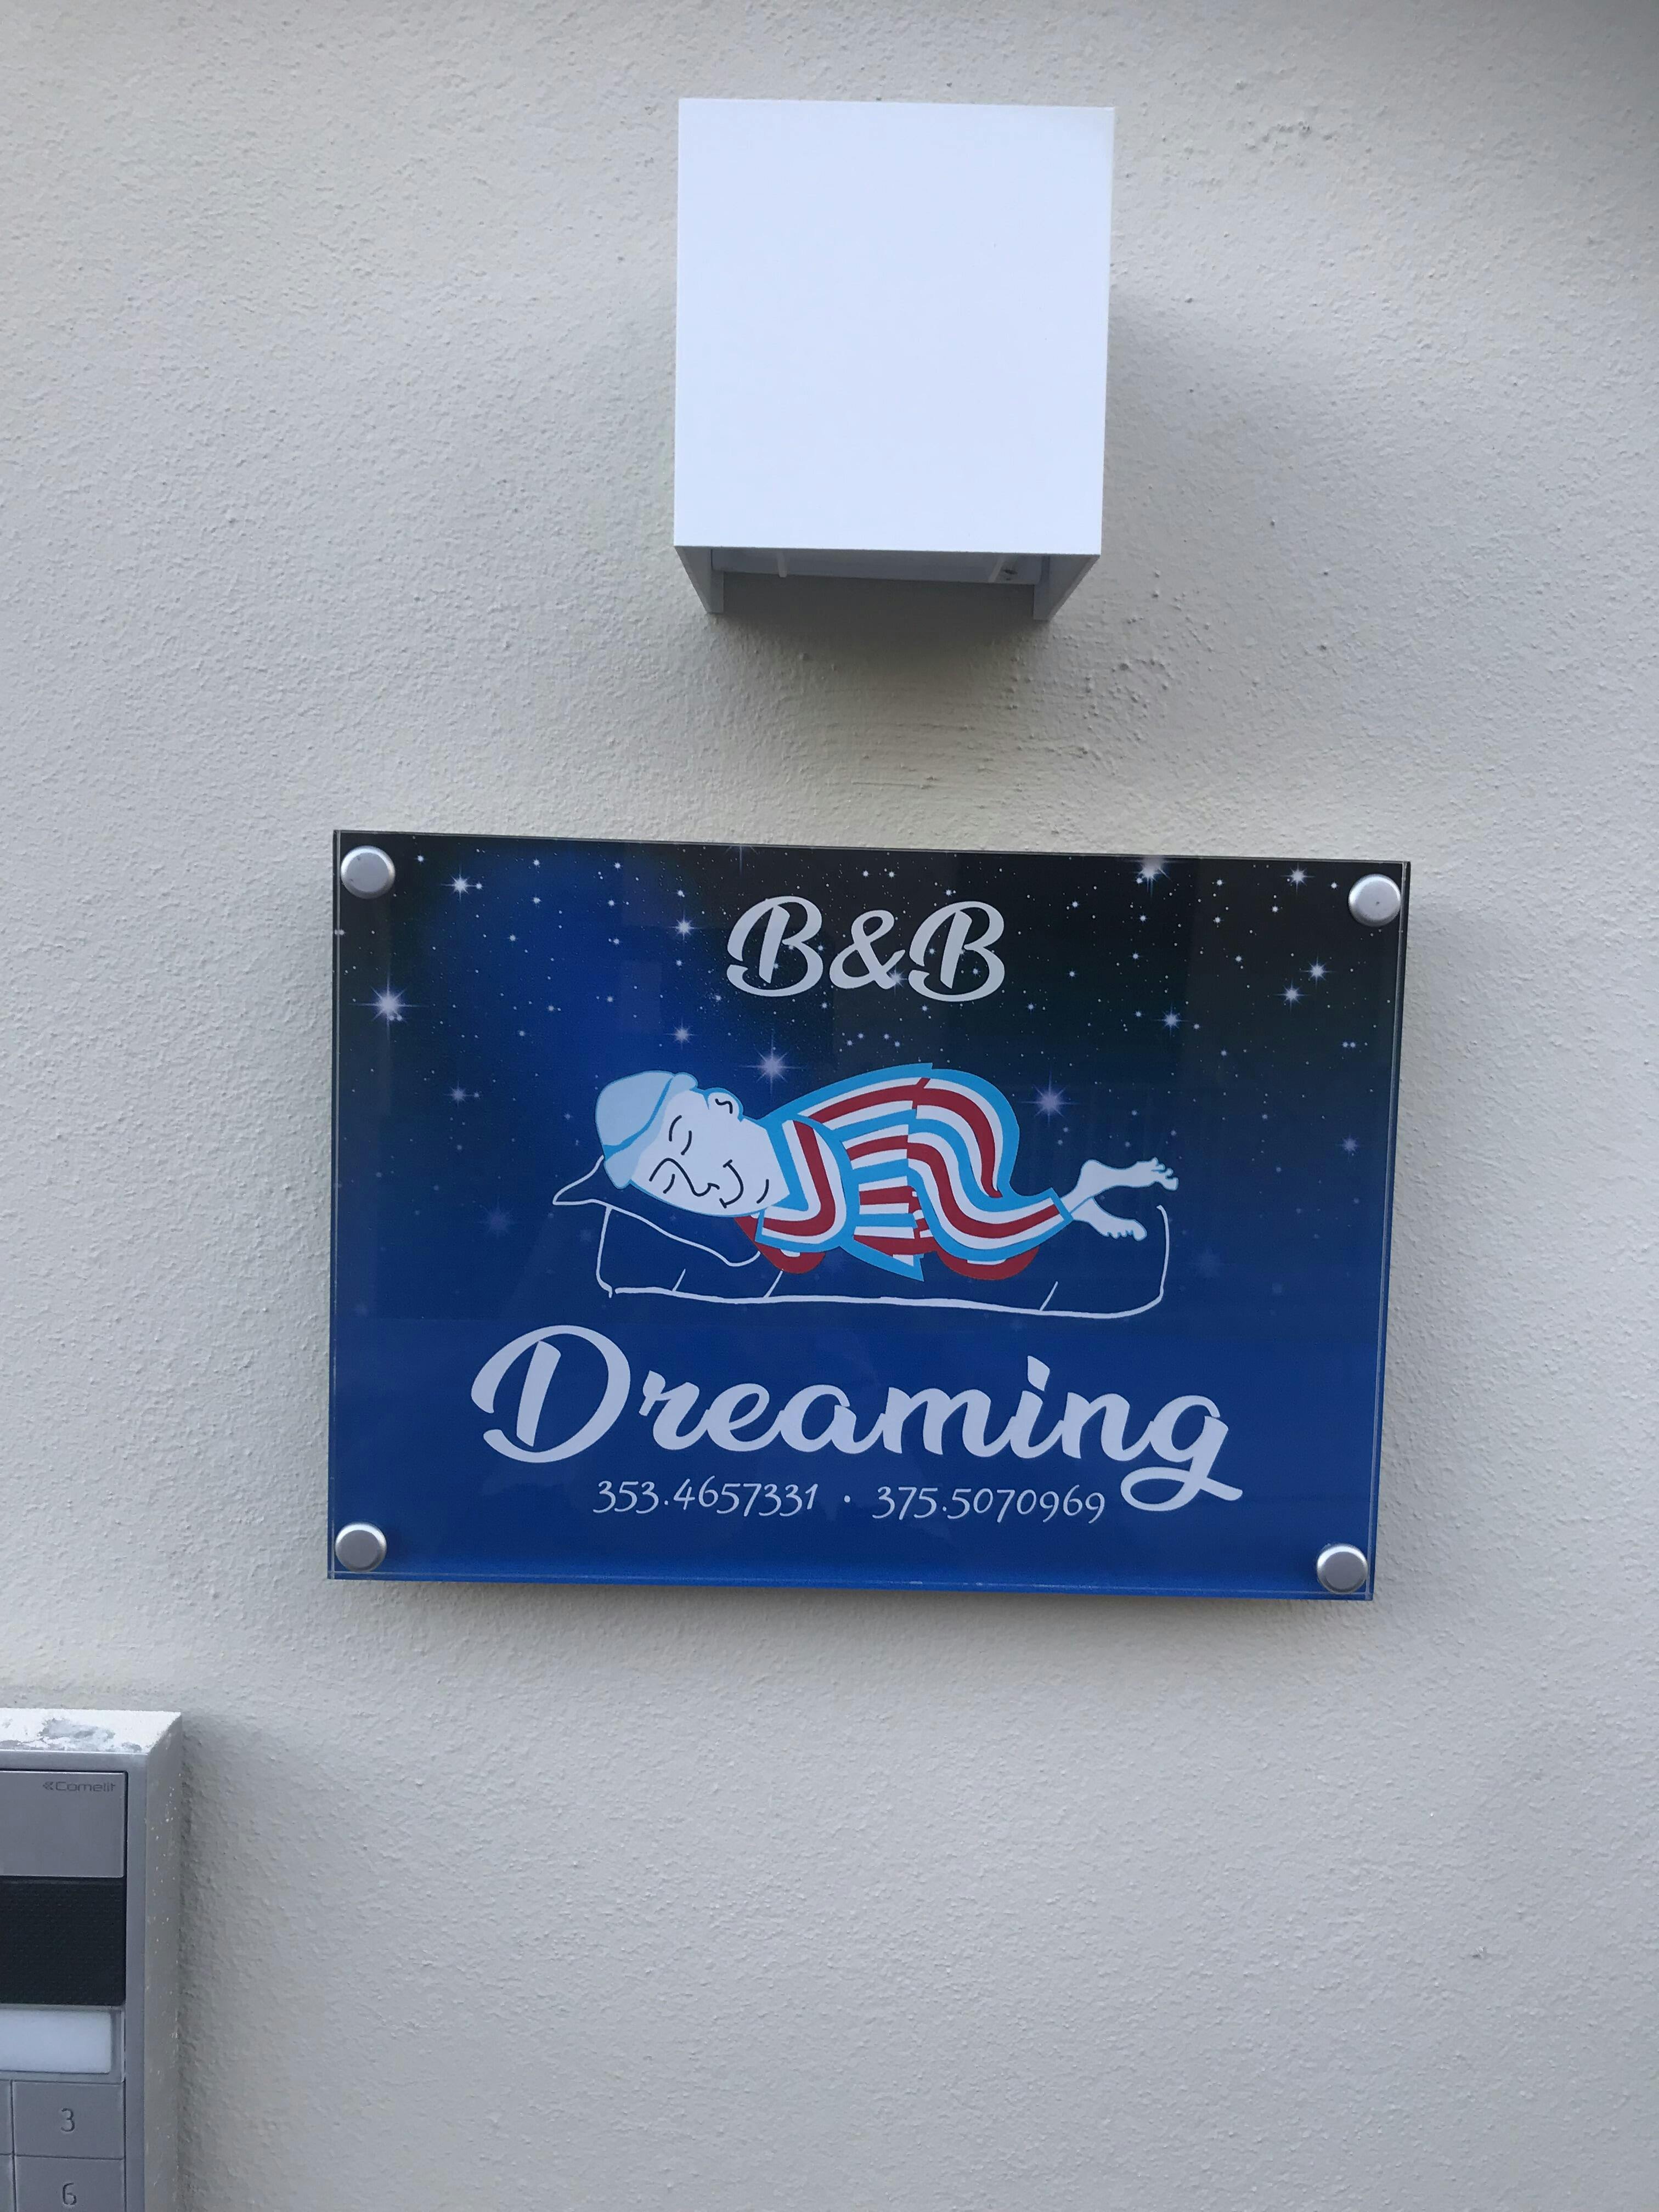 B&B
Dreaming
353.4657331 · 375.5070969
Comelit
3
6